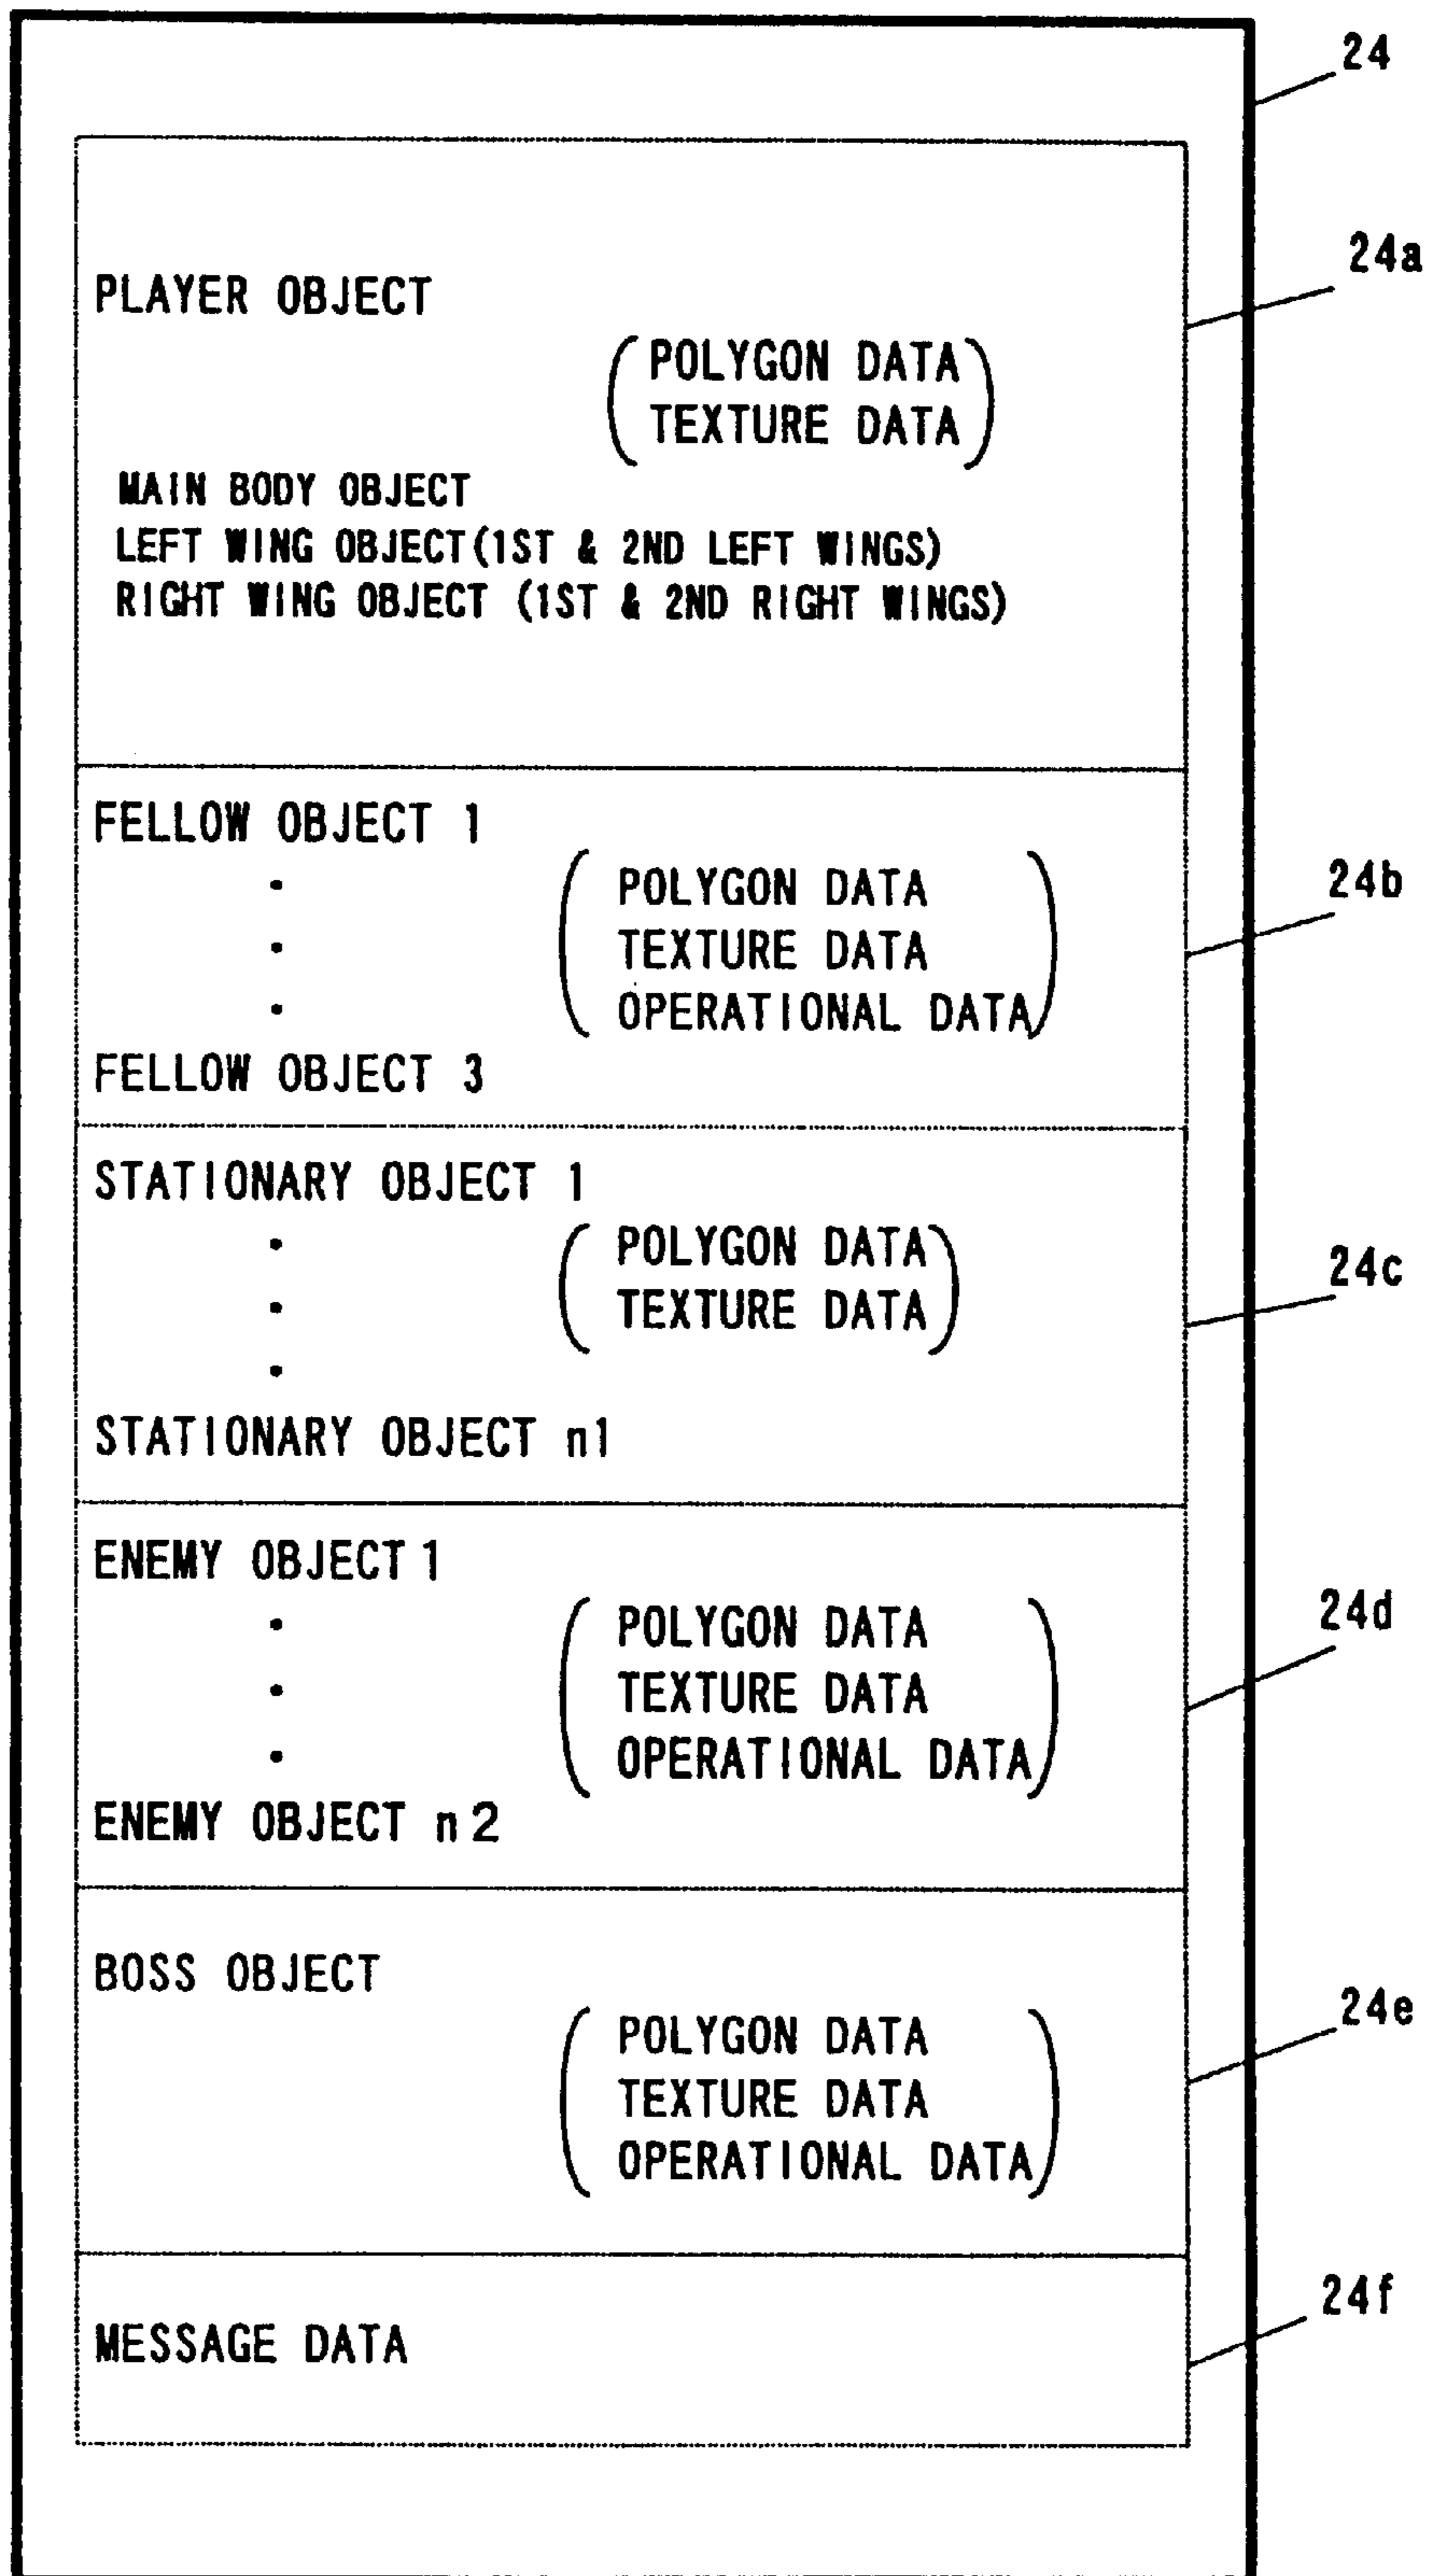 24
24a
PLAYER OBJECT
POLYGON DATA
TEXTURE DATA
MAIN BODY OBJECT
LEFT WING OBJECT(1ST & 2ND LEFT WINGS)
RIGHT WING OBJECT (1ST & 2ND RIGHT WINGS)
FELLOW OBJECT 1
24b
POLYGON DATA
TEXTURE DATA
OPERATIONAL DATA
FELLOW OBJECT 3
STATIONARY OBJECT 1
POLYGON DATA
24c
TEXTURE DATA
STATIONARY OBJECT n1
ENEMY OBJECT 1
24d
POLYGON DATA
TEXTURE DATA
OPERATIONAL DATA
ENEMY OBJECT n2
BOSS OBJECT
24e
POLYGON DATA
TEXTURE DATA
OPERATIONAL DATA
24f
MESSAGE DATA